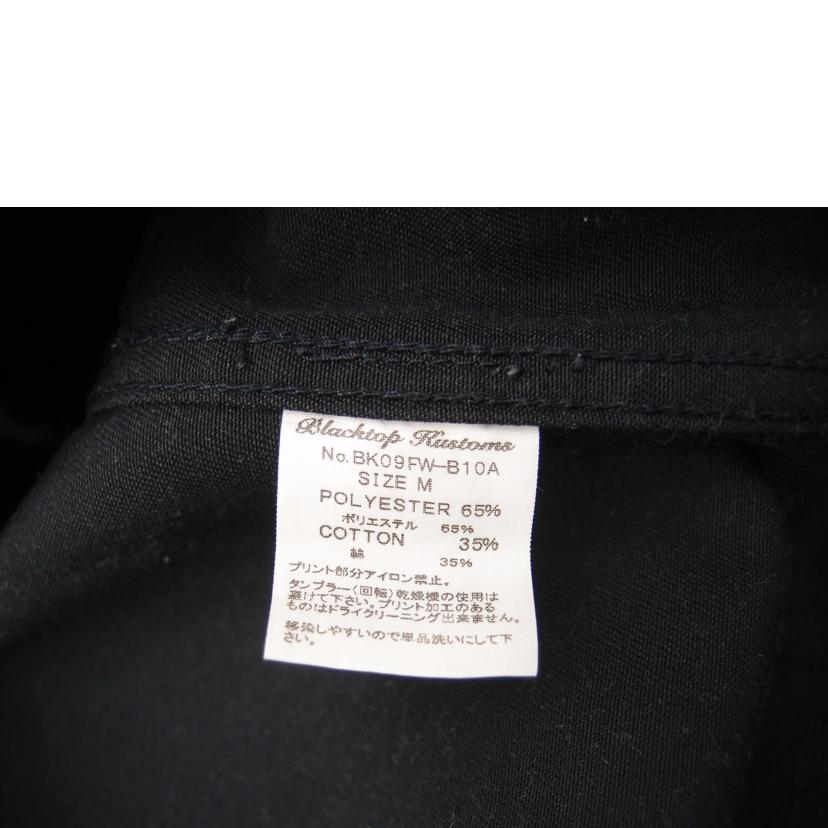 Blacktop Kustoms
No.BK09FW-B10A
SIZE M
POLYESTER 65%
ポリエステル 65%
COTTON 35%
綿 35%
プリント部分アイロン禁止。
タンブラー(回転)乾燥機の使用は
避けて下さい。プリント加工のある
ものはドライクリーニング出来ません。
移染しやすいので単品洗いにして下
さい。